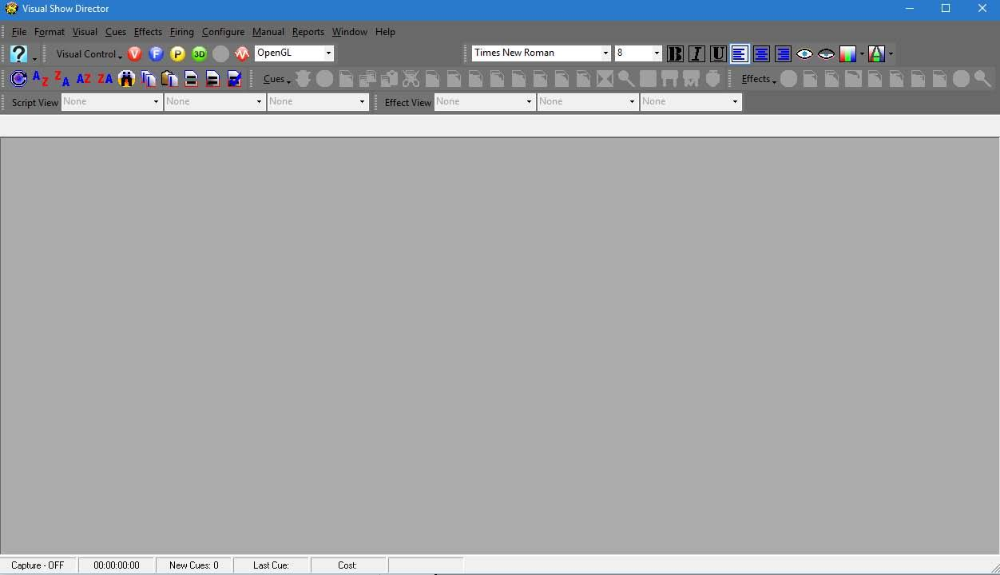 Visual Show Director
File Format Visual Cues Effects Firing Configure Manual Reports Window Help
? Visual Control V F P 3D OpenGL Times New Roman 8 B I U A
A Z Z A AZ ZA Cues Effects
Script View None None None Effect View None None None
Capture - OFF 00:00:00:00 New Cues: 0 Last Cue: Cost: